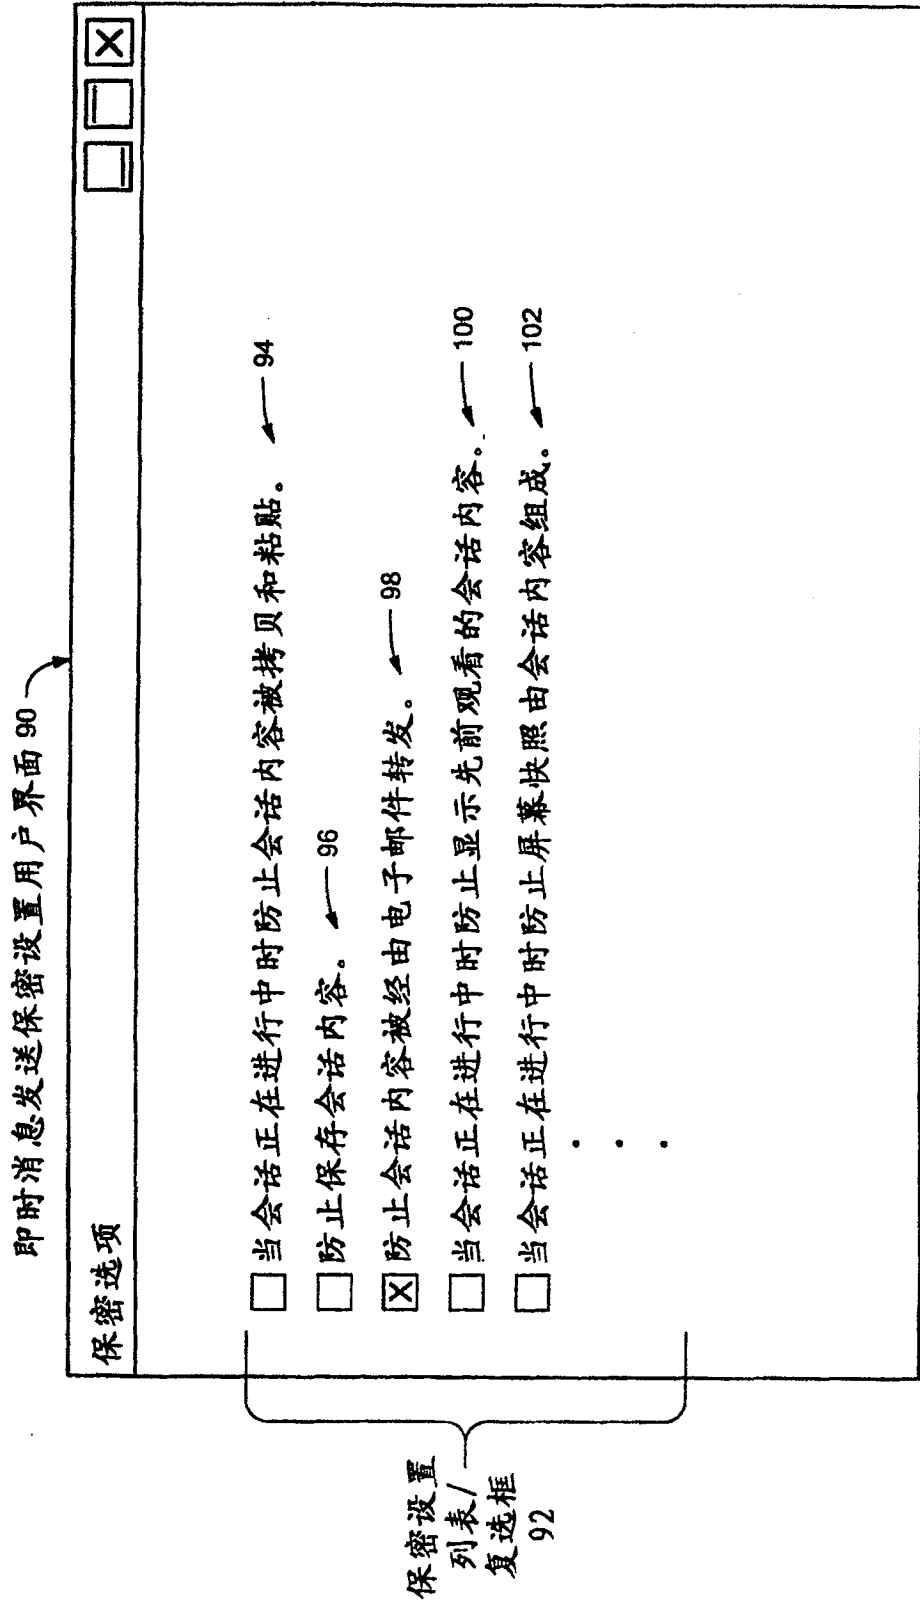 即时消息发送保密设置用户界面 90
保密选项
当会话正在进行中时防止会话内容被拷贝和粘贴。 94
防止保存会话内容。 96
防止会话内容被经由电子邮件转发。 98
当会话正在进行中时防止显示先前观看的会话内容。 100
当会话正在进行中时防止屏幕快照由会话内容组成。 102
保密设置
列表/
复选框
92